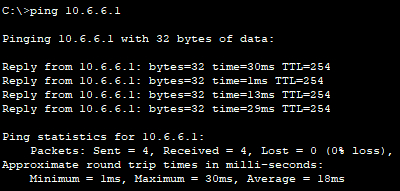 C:\>ping 10.6.6.1
Pinging 10.6.6.1 with 32 bytes of data:
Reply from 10.6.6.1: bytes=32 time=30ms TTL=254
Reply from 10.6.6.1: bytes=32 time=1ms TTL=254
Reply from 10.6.6.1: bytes=32 time=13ms TTL=254
Reply from 10.6.6.1: bytes=32 time=29ms TTL=254
Ping statistics for 10.6.6.1:
    Packets: Sent = 4, Received = 4, Lost = 0 (0% loss),
Approximate round trip times in milli-seconds:
    Minimum = 1ms, Maximum = 30ms, Average = 18ms